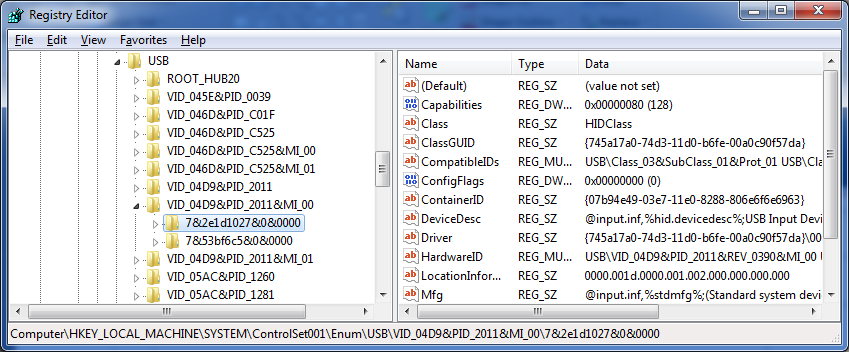 Registry Editor
File Edit View Favorites Help
USB
ROOT_HUB20
VID_045E&PID_0039
VID_046D&PID_C01F
VID_046D&PID_C525
VID_046D&PID_C525&MI_00
VID_046D&PID_C525&MI_01
VID_04D9&PID_2011
VID_04D9&PID_2011&MI_00
7&2e1d1027&0&0000
7&53bf6c5&0&0000
VID_04D9&PID_2011&MI_01
VID_05AC&PID_1260
VID_05AC&PID_1281
Name Type Data
(Default) REG_SZ (value not set)
Capabilities REG_DW... 0x00000080 (128)
Class REG_SZ HIDClass
ClassGUID REG_SZ {745a17a0-74d3-11d0-b6fe-00a0c90f57da}
CompatibleIDs REG_MU... USB\Class_03&SubClass_01&Prot_01 USB\Cla
ConfigFlags REG_DW... 0x00000000 (0)
ContainerID REG_SZ {07b94e49-03e7-11e0-8288-806e6f6e6963}
DeviceDesc REG_SZ @input.inf,%hid.devicedesc%;USB Input Devi
Driver REG_SZ {745a17a0-74d3-11d0-b6fe-00a0c90f57da}\00
HardwareID REG_MU... USB\VID_04D9&PID_2011&REV_0390&MI_00 U
LocationInfor... REG_SZ 0000.001d.0000.001.002.000.000.000.000
Mfg REG_SZ @input.inf,%stdmfg%;(Standard system devi
Computer\HKEY_LOCAL_MACHINE\SYSTEM\ControlSet001\Enum\USB\VID_04D9&PID_2011&MI_00\7&2e1d1027&0&0000